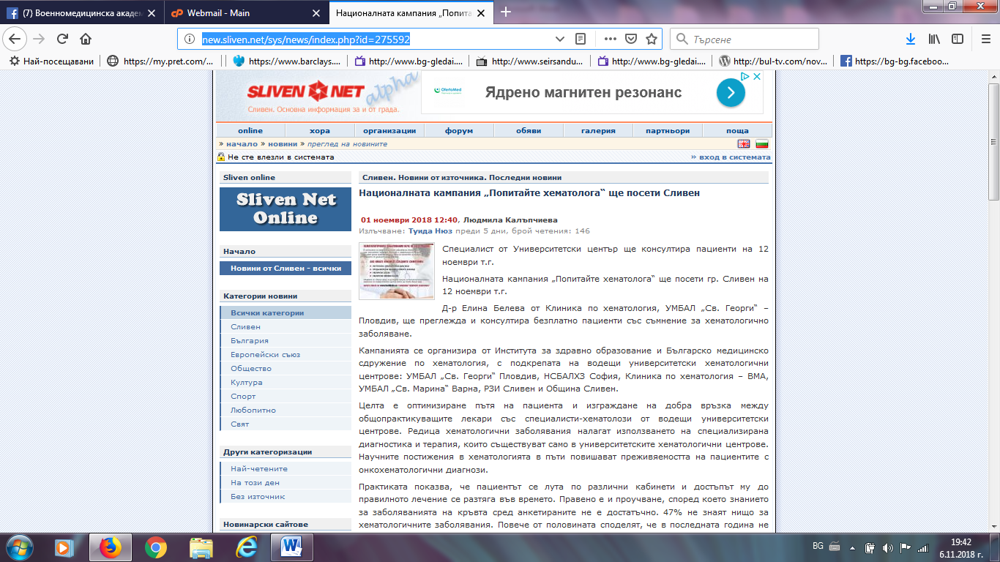 (7) Военномедицинска акаде
Webmail - Main
Националната кампания „Попита
new.sliven.net/sys/news/index.php?id=275592
Търсене
Най-посещавани
https://my.pret.com/...
https://www.barclays....
http://www.bg-gledai....
http://www.seirsandu...
http://www.bg-gledai....
http://bul-tv.com/nov...
https://bg-bg.faceboo...
SLIVEN NET alpha
Сливен. Основна информация за и от града.
OfertoMed
Ядрено магнитен резонанс
online хора организации форум обяви галерия партньори поща
» начало » новини » преглед на новините
Не сте влезли в системата
» вход в системата
Sliven online
Sliven Net
Online
Начало
Новини от Сливен – всички
Категории новини
Всички категории
Сливен
България
Европейски съюз
Общество
Култура
Спорт
Любопитно
Свят
Други категоризации
Най-четените
На този ден
Без източник
Новинарски сайтове
Сливен. Новини от източника. Последни новини
Националната кампания „Попитайте хематолога“ ще посети Сливен
01 ноември 2018 12:40, Людмила Калъпчиева
Излъчване: Туида Нюз преди 5 дни, брой четения: 146
Специалист от Университетски център ще консултира пациенти на 12
ноември т.г.
Националната кампания „Попитайте хематолога“ ще посети гр. Сливен на
12 ноември т.г.
Д-р Елина Белева от Клиника по хематология, УМБАЛ „Св. Георги“ –
Пловдив, ще преглежда и консултира безплатно пациенти със съмнение за хематологично
заболяване.
Кампанията се организира от Института за здравно образование и Българско медицинско
сдружение по хематология, с подкрепата на водещи университетски хематологични
центрове: УМБАЛ „Св. Георги“ Пловдив, НСБАЛХЗ София, Клиника по хематология – ВМА,
УМБАЛ „Св. Марина“ Варна, РЗИ Сливен и Община Сливен.
Целта е оптимизиране пътя на пациента и изграждане на добра връзка между
общопрактикуващите лекари със специалисти-хематолози от водещи университетски
центрове. Редица хематологични заболявания налагат използването на специализирана
диагностика и терапия, които съществуват само в университетските хематологични центрове.
Научните постижения в хематологията в пъти повишават преживяемостта на пациентите с
онкохематологични диагнози.
Практиката показва, че пациентът се лута по различни кабинети и достъпът му до
правилното лечение се разтяга във времето. Правено е и проучване, според което знанието
за заболяванията на кръвта сред анкетираните не е достатъчно. 47% не знаят нищо за
хематологичните заболявания. Повече от половината споделят, че в последната година не
BG
19:42
6.11.2018 г.